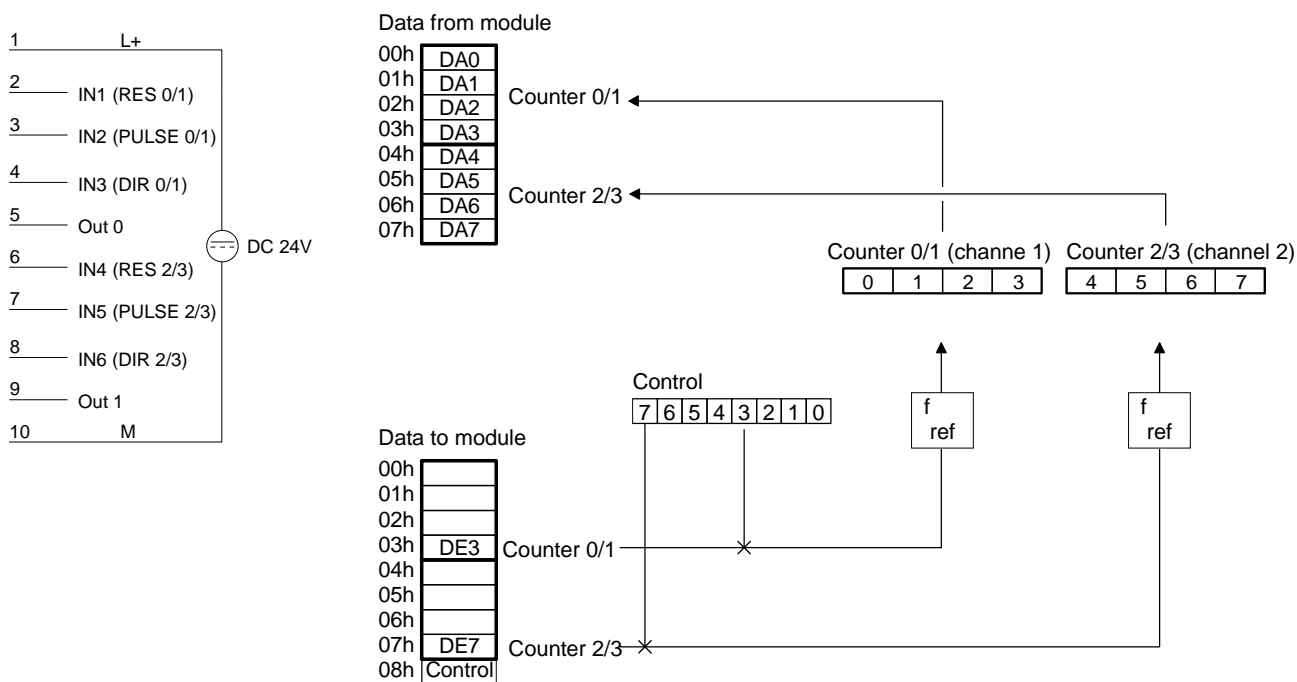 1 L+
2 IN1 (RES 0/1)
3 IN2 (PULSE 0/1)
4 IN3 (DIR 0/1)
5 Out 0
DC 24V
6 IN4 (RES 2/3)
7 IN5 (PULSE 2/3)
8 IN6 (DIR 2/3)
9 Out 1
10 M
Data from module
00h DA0
01h DA1
02h DA2
03h DA3
04h DA4
05h DA5
06h DA6
07h DA7
Counter 0/1
Counter 2/3
Counter 0/1 (channe 1)
0 1 2 3
Counter 2/3 (channel 2)
4 5 6 7
Control
7 6 5 4 3 2 1 0
f
ref
f
ref
Data to module
00h
01h
02h
03h DE3 Counter 0/1
04h
05h
06h
07h DE7 Counter 2/3
08h Control